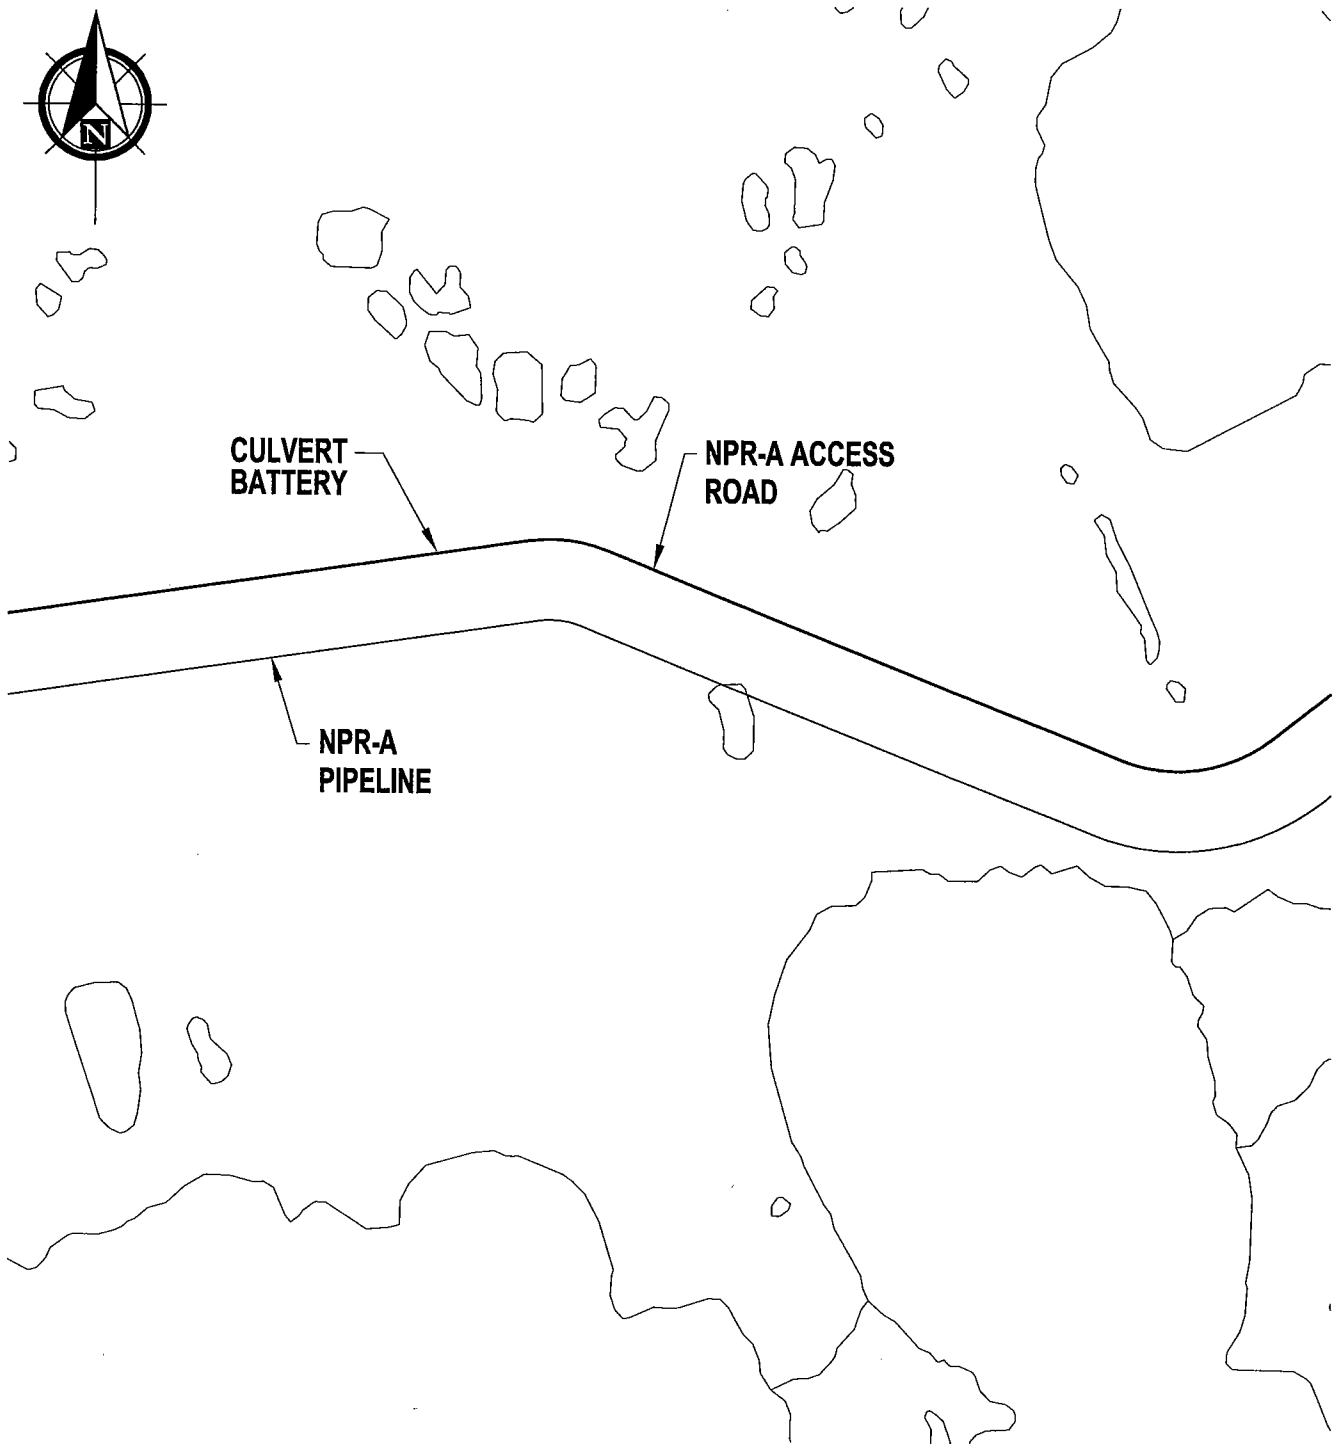 N
CULVERT
BATTERY
NPR-A ACCESS
ROAD
NPR-A
PIPELINE